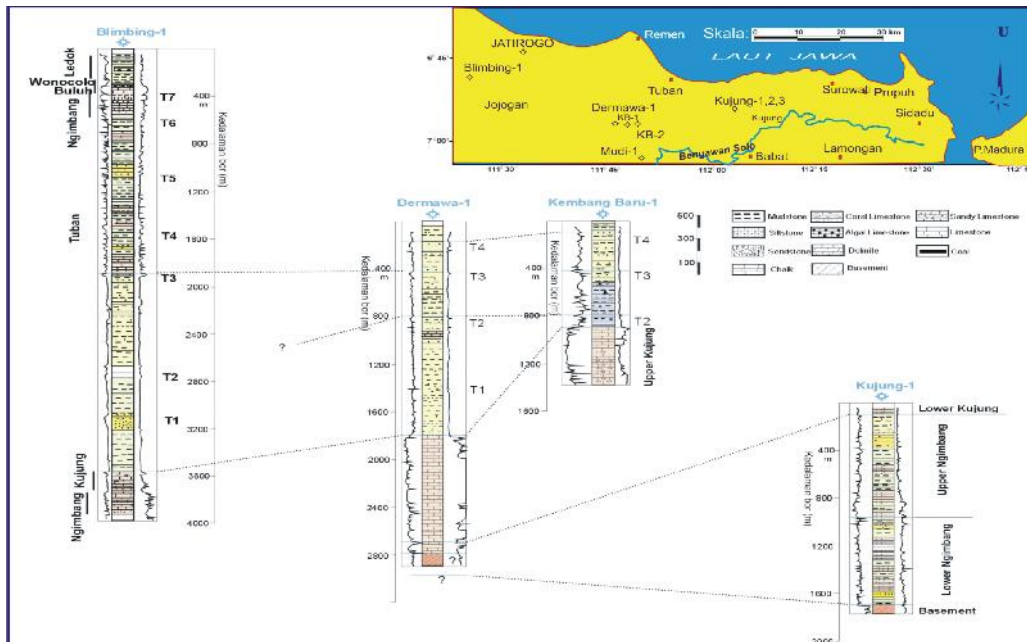 Blimbing-1
Ledok
Wonocolo
Buluh
Ngimbang
Tuban
Kujung
Ngimbang
T7
T6
T5
T4
T3
T2
T1
400
m
800
1200
1600
2000
2400
2800
3200
3600
4000
Kedalaman bor (m)
?
Skala:
0 10 20 30 km
U
LAUT JAWA
Remen
JATIROGO
6° 45'
Blimbing-1
Jojogan
Tuban
Dermawa-1
KB-1
KB-2
Mudi-1
Kujung-1,2,3
Kujung
Surowati
Prupuh
Sidadu
7° 00
Bengawan Solo
Babat
Lamongan
P.Madura
111° 30
111° 45
112° 00
112° 15
112° 30
Dermawa-1
Kedalaman bor (m)
400
m
800
1200
1600
2000
2400
2800
T4
T3
T2
T1
?
?
Kembang Baru-1
Kedalaman bor (m)
400
m
800
1200
1600
T4
T3
T2
Upper Kujung
500
300
100
Mudstone
Siltstone
Sandstone
Chalk
Coral Limestone
Algal Limestone
Dolmite
Basement
Sandy Limestone
Limestone
Coal
Kujung-1
Lower Kujung
Upper Ngimbang
Lower Ngimbang
Basement
Kedalaman bor (m)
400
m
800
1200
1600
2000